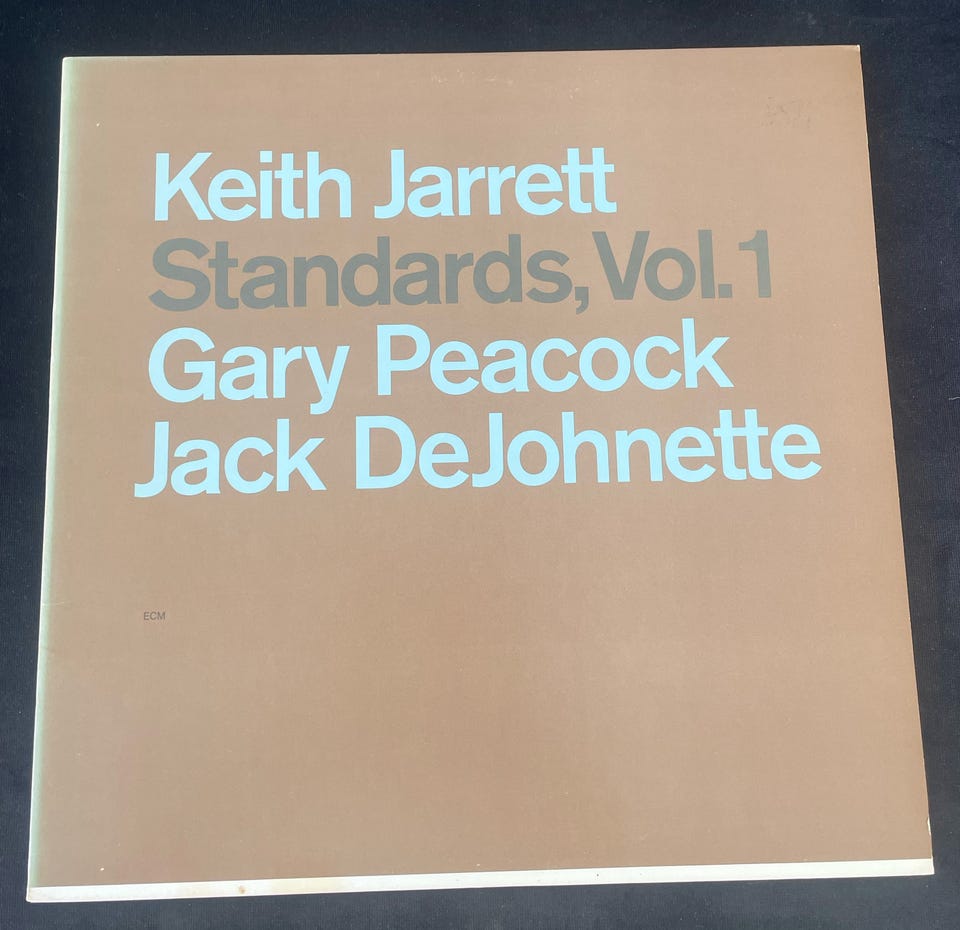 Keith Jarrett
Standards, Vol. 1
Gary Peacock
Jack DeJohnette
ECM